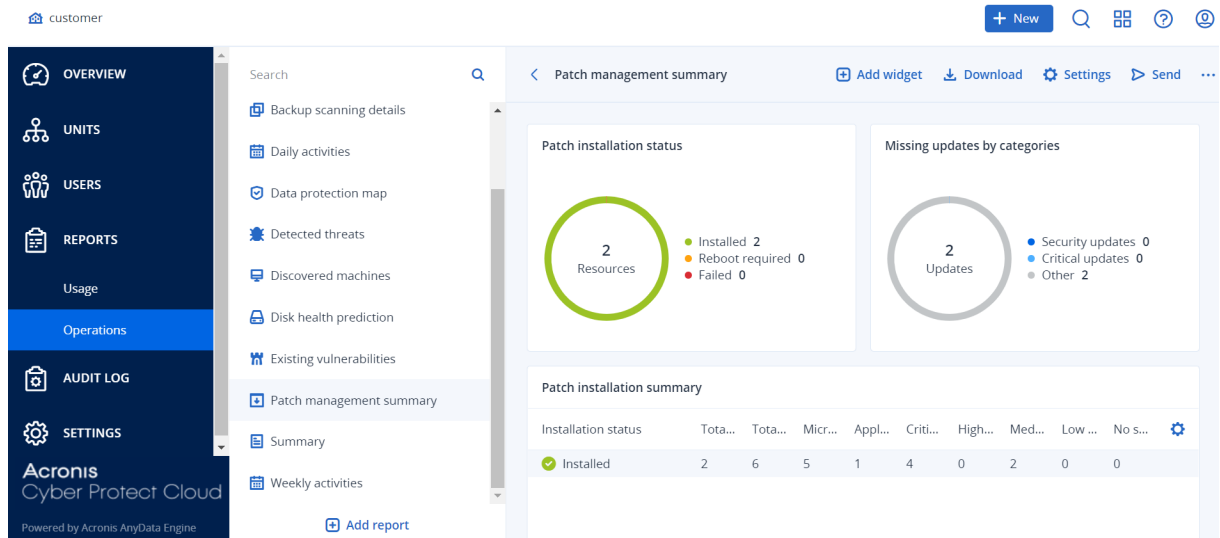 customer
+ New
OVERVIEW
UNITS
USERS
REPORTS
Usage
Operations
AUDIT LOG
SETTINGS
Acronis
Cyber Protect Cloud
Powered by Acronis AnyData Engine
Search
Backup scanning details
Daily activities
Data protection map
Detected threats
Discovered machines
Disk health prediction
Existing vulnerabilities
Patch management summary
Summary
Weekly activities
Add report
Patch management summary
Add widget
Download
Settings
Send
Patch installation status
2
Resources
Installed 2
Reboot required 0
Failed 0
Missing updates by categories
2
Updates
Security updates 0
Critical updates 0
Other 2
Patch installation summary
Installation status Tota... Tota... Micr... Appl... Criti... High... Med... Low ... No s...
Installed 2 6 5 1 4 0 2 0 0